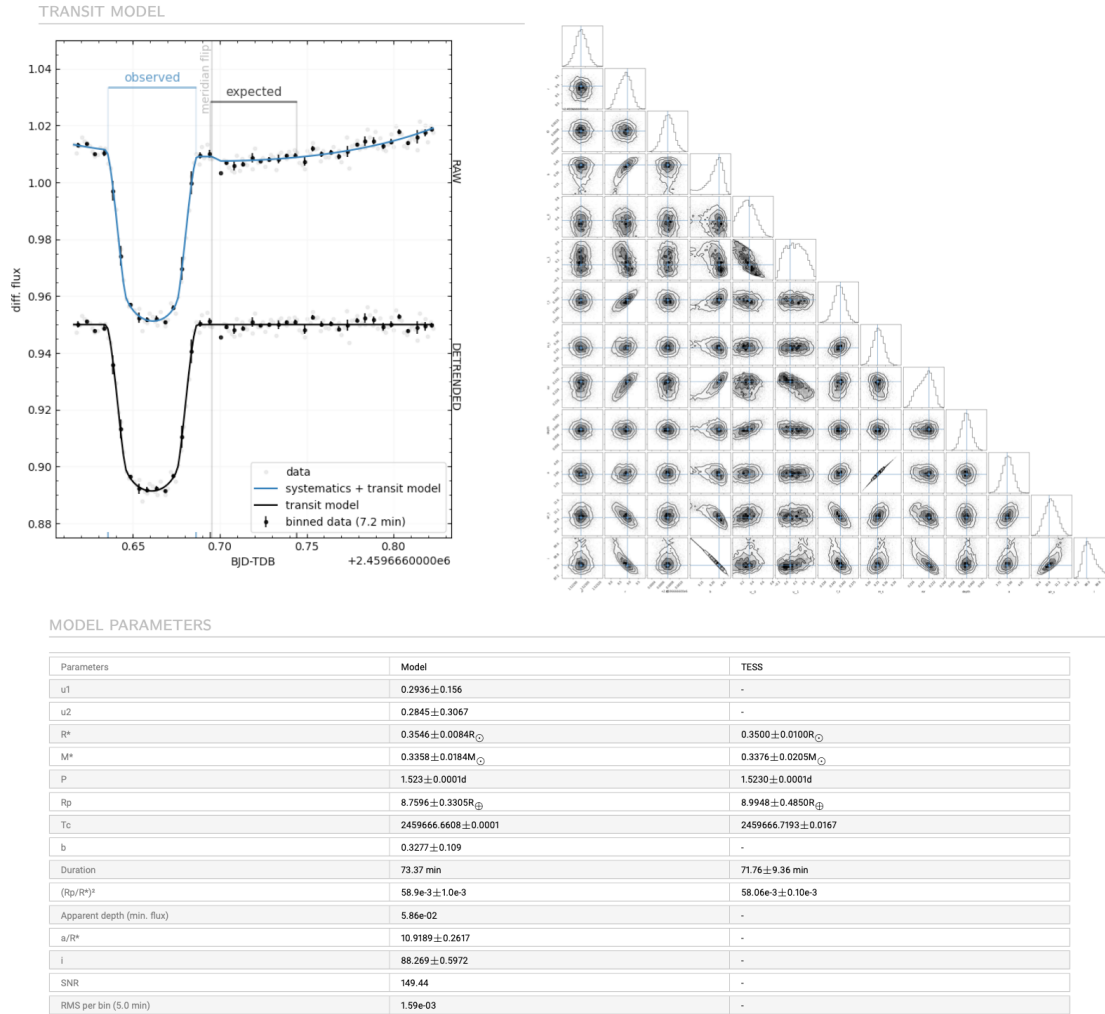 TRANSIT MODEL
observed
meridian flip
expected
1.04
1.02
1.00
0.98
0.96
0.94
0.92
0.90
0.88
diff. flux
RAW
DETRENDED
data
systematics + transit model
transit model
binned data (7.2 min)
0.65
0.70
0.75
0.80
BJD-TDB
+2.4596660000e6
MODEL PARAMETERS
Parameters Model TESS
u1 0.2936±0.156 -
u2 0.2845±0.3067 -
R* 0.3546±0.0084R☉ 0.3500±0.0100R☉
M* 0.3358±0.0184M☉ 0.3376±0.0205M☉
P 1.523±0.0001d 1.5230±0.0001d
Rp 8.7596±0.3305R⊕ 8.9948±0.4850R⊕
Tc 2459666.6608±0.0001 2459666.7193±0.0167
b 0.3277±0.109 -
Duration 73.37 min 71.76±9.36 min
(Rp/R*)² 58.9e-3±1.0e-3 58.06e-3±0.10e-3
Apparent depth (min. flux) 5.86e-02 -
a/R* 10.9189±0.2617 -
i 88.269±0.5972 -
SNR 149.44 -
RMS per bin (5.0 min) 1.59e-03 -